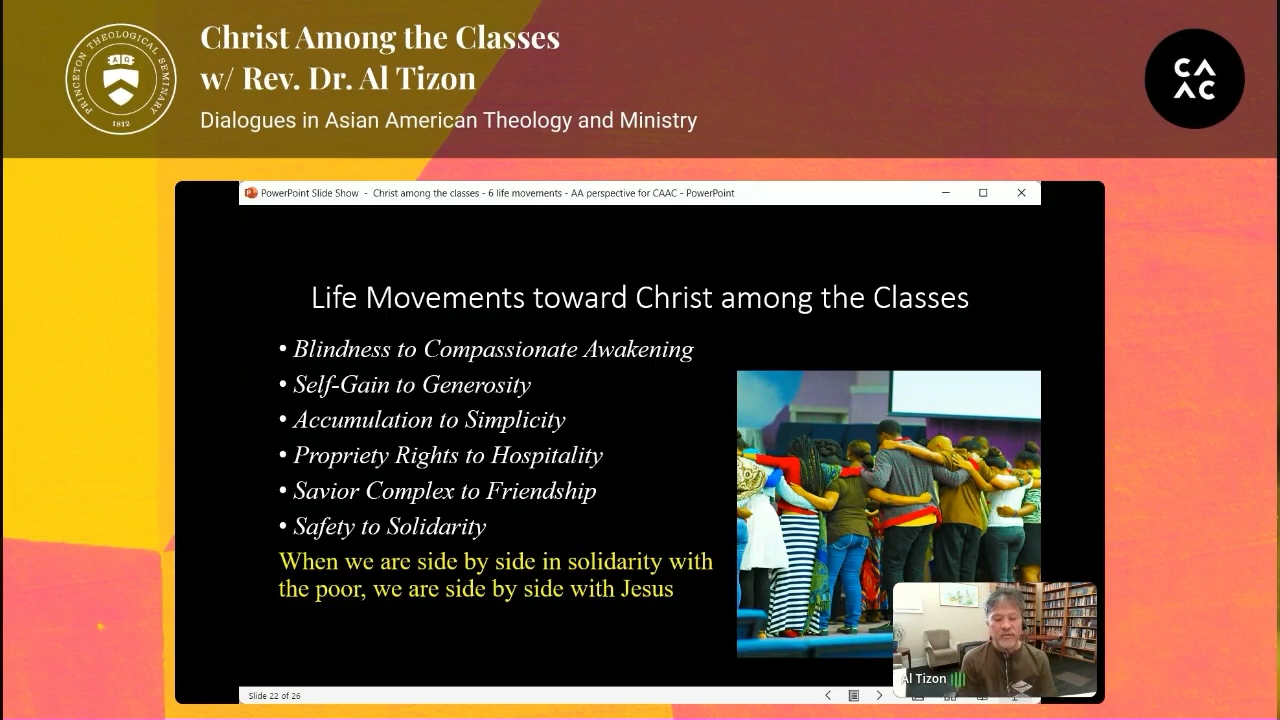 PRINCETON THEOLOGICAL SEMINARY
1812
Christ Among the Classes
w/ Rev. Dr. Al Tizon
Dialogues in Asian American Theology and Ministry
CA
AC
PowerPoint Slide Show - Christ among the classes - 6 life movements - AA perspective for CAAC - PowerPoint
Life Movements toward Christ among the Classes
• Blindness to Compassionate Awakening
• Self-Gain to Generosity
• Accumulation to Simplicity
• Propriety Rights to Hospitality
• Savior Complex to Friendship
• Safety to Solidarity
When we are side by side in solidarity with
the poor, we are side by side with Jesus
Al Tizon
Slide 22 of 26